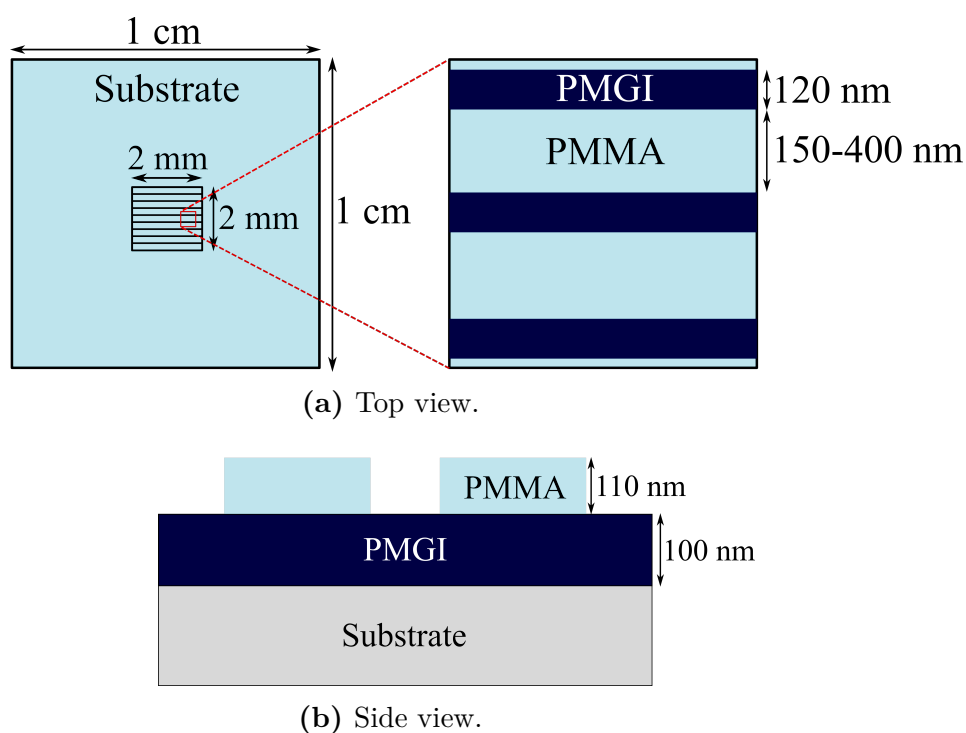 1 cm
Substrate
2 mm
2 mm
1 cm
PMGI
120 nm
PMMA
150-400 nm
(a) Top view.
PMMA
110 nm
PMGI
100 nm
Substrate
(b) Side view.